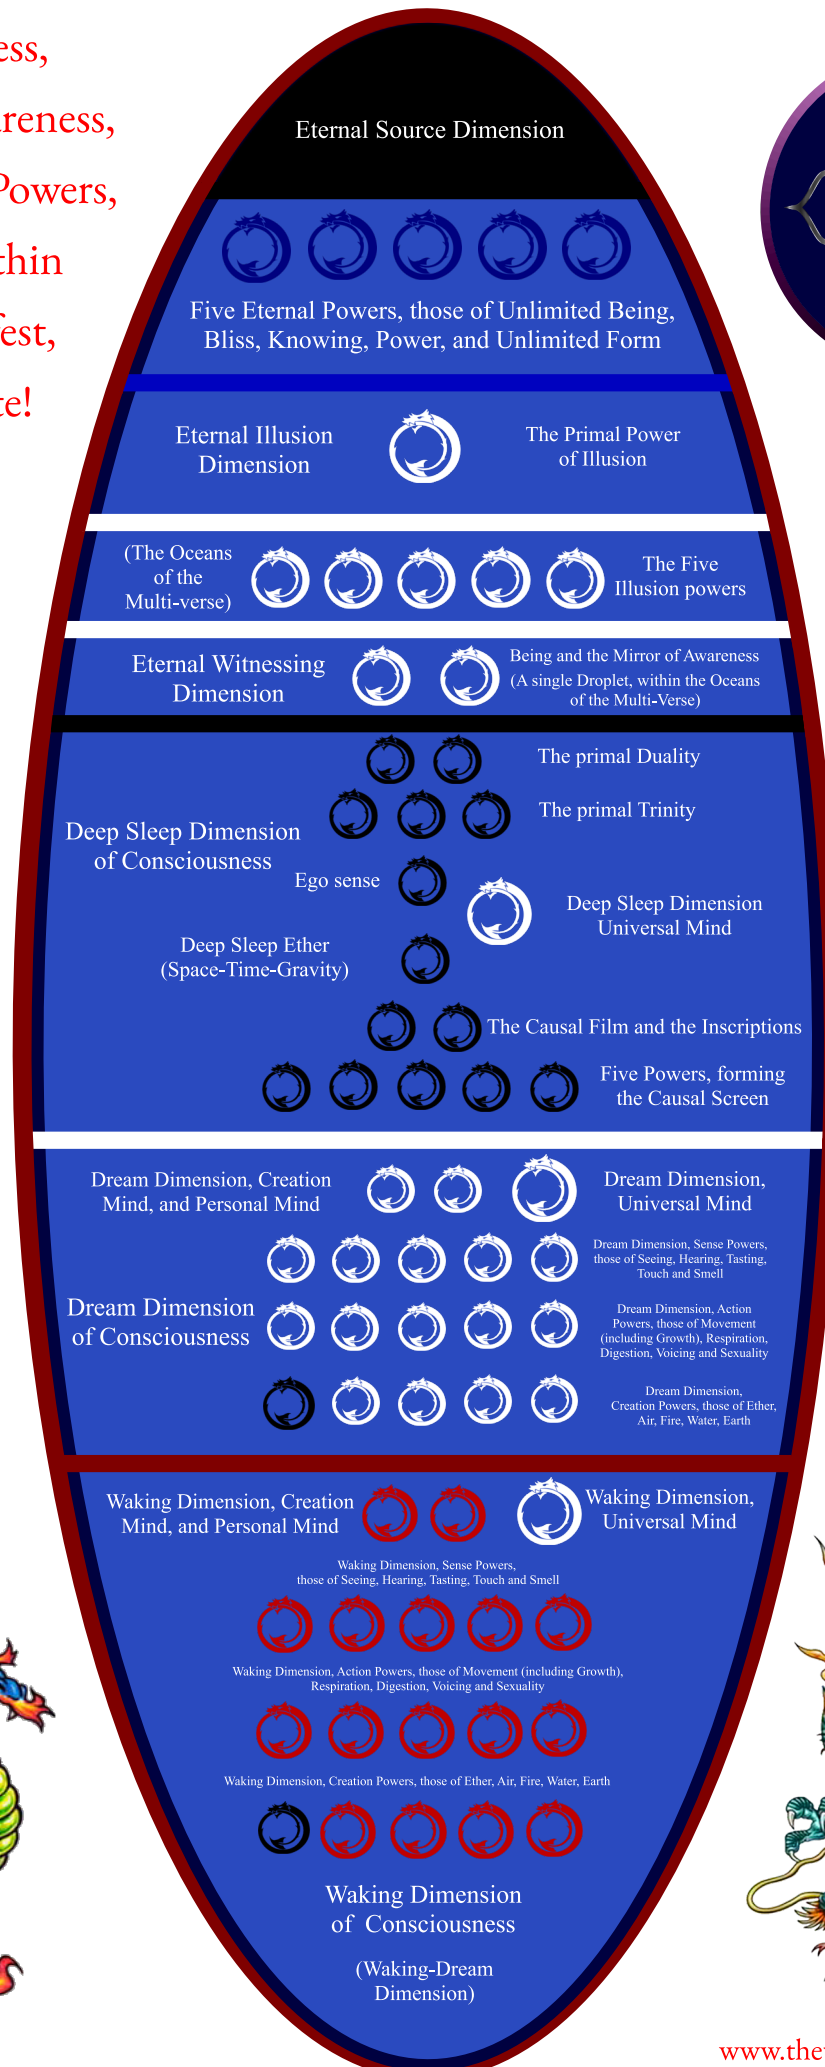 ess,
areness,
Powers,
thin
fest,
te!
Eternal Source Dimension
Five Eternal Powers, those of Unlimited Being,
Bliss, Knowing, Power, and Unlimited Form
Eternal Illusion
Dimension
The Primal Power
of Illusion
(The Oceans
of the
Multi-verse)
The Five
Illusion powers
Eternal Witnessing
Dimension
Being and the Mirror of Awareness
(A single Droplet, within the Oceans
of the Multi-Verse)
The primal Duality
The primal Trinity
Deep Sleep Dimension
of Consciousness
Ego sense
Deep Sleep Dimension
Universal Mind
Deep Sleep Ether
(Space-Time-Gravity)
The Causal Film and the Inscriptions
Five Powers, forming
the Causal Screen
Dream Dimension, Creation
Mind, and Personal Mind
Dream Dimension,
Universal Mind
Dream Dimension, Sense Powers,
those of Seeing, Hearing, Tasting,
Touch and Smell
Dream Dimension
of Consciousness
Dream Dimension, Action
Powers, those of Movement
(including Growth), Respiration,
Digestion, Voicing and Sexuality
Dream Dimension,
Creation Powers, those of Ether,
Air, Fire, Water, Earth
Waking Dimension, Creation
Mind, and Personal Mind
Waking Dimension,
Universal Mind
Waking Dimension, Sense Powers,
those of Seeing, Hearing, Tasting, Touch and Smell
Waking Dimension, Action Powers, those of Movement (including Growth),
Respiration, Digestion, Voicing and Sexuality
Waking Dimension, Creation Powers, those of Ether, Air, Fire, Water, Earth
Waking Dimension
of Consciousness
(Waking-Dream
Dimension)
www.the